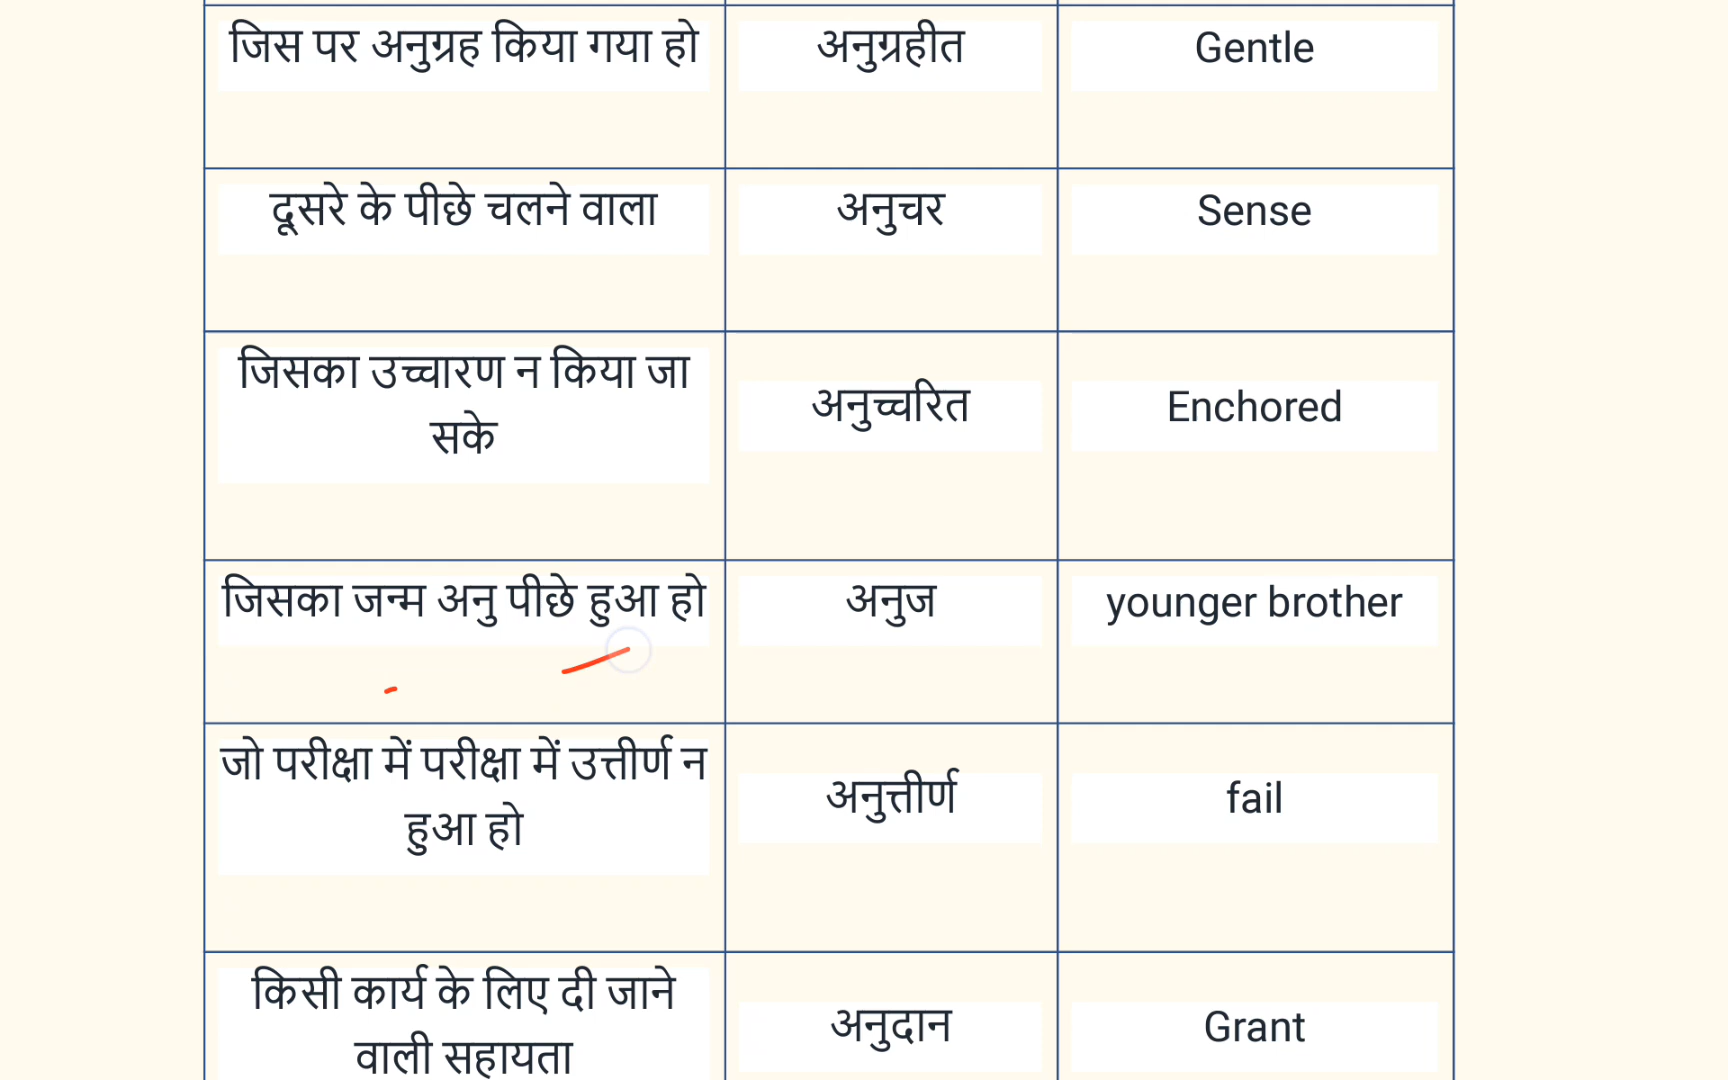 जिस पर अनुग्रह किया गया हो
अनुग्रहीत
Gentle
दूसरे के पीछे चलने वाला
अनुचर
Sense
जिसका उच्चारण न किया जा
सके
अनुच्चरित
Enchored
जिसका जन्म अनु पीछे हुआ हो
अनुज
younger brother
जो परीक्षा में परीक्षा में उत्तीर्ण न
हुआ हो
अनुत्तीर्ण
fail
किसी कार्य के लिए दी जाने
वाली सहायता
अनुदान
Grant